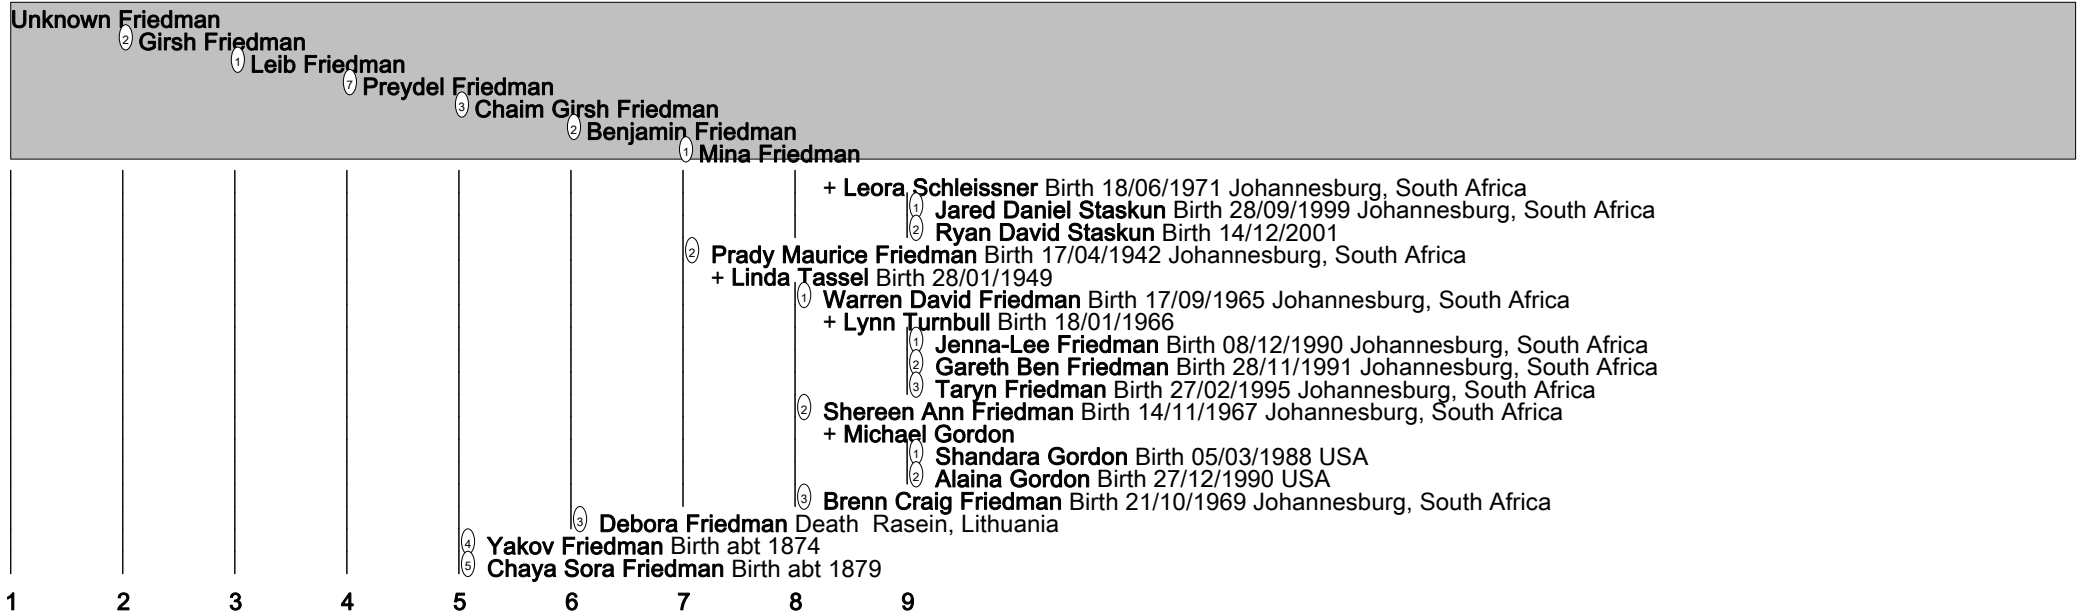 Unknown Friedman
2 Girsh Friedman
1 Leib Friedman
7 Preydel Friedman
3 Chaim Girsh Friedman
2 Benjamin Friedman
1 Mina Friedman
+ Leora Schleissner Birth 18/06/1971 Johannesburg, South Africa
1 Jared Daniel Staskun Birth 28/09/1999 Johannesburg, South Africa
2 Ryan David Staskun Birth 14/12/2001
2 Prady Maurice Friedman Birth 17/04/1942 Johannesburg, South Africa
+ Linda Tassel Birth 28/01/1949
1 Warren David Friedman Birth 17/09/1965 Johannesburg, South Africa
+ Lynn Turnbull Birth 18/01/1966
1 Jenna-Lee Friedman Birth 08/12/1990 Johannesburg, South Africa
2 Gareth Ben Friedman Birth 28/11/1991 Johannesburg, South Africa
3 Taryn Friedman Birth 27/02/1995 Johannesburg, South Africa
2 Shereen Ann Friedman Birth 14/11/1967 Johannesburg, South Africa
+ Michael Gordon
1 Shandara Gordon Birth 05/03/1988 USA
2 Alaina Gordon Birth 27/12/1990 USA
3 Brenn Craig Friedman Birth 21/10/1969 Johannesburg, South Africa
3 Debora Friedman Death Rasein, Lithuania
4 Yakov Friedman Birth abt 1874
5 Chaya Sora Friedman Birth abt 1879
1 2 3 4 5 6 7 8 9